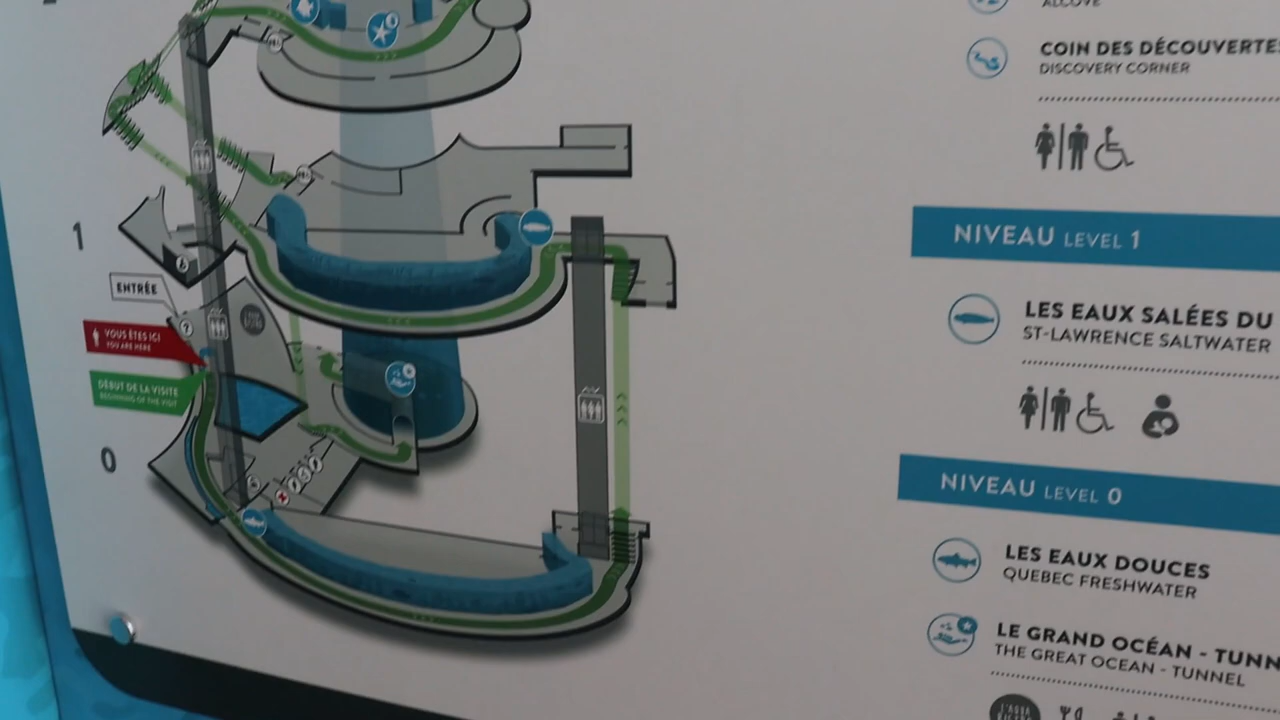 ALCOVE
COIN DES DÉCOUVERTES
DISCOVERY CORNER
1
NIVEAU LEVEL 1
ENTRÉE
?
LES EAUX SALÉES DU
ST-LAWRENCE SALTWATER
VOUS ÊTES ICI
YOU ARE HERE
DÉBUT DE LA VISITE
BEGINNING OF THE VISIT
0
NIVEAU LEVEL 0
LES EAUX DOUCES
QUEBEC FRESHWATER
LE GRAND OCÉAN - TUNN
THE GREAT OCEAN - TUNNEL